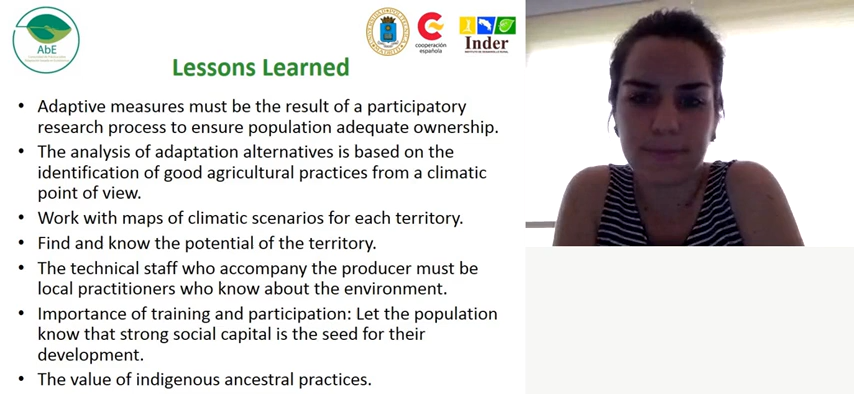 AbE
cooperación
española
Inder
INSTITUTO DE DESARROLLO RURAL
Lessons Learned
• Adaptive measures must be the result of a participatory
research process to ensure population adequate ownership.
• The analysis of adaptation alternatives is based on the
identification of good agricultural practices from a climatic
point of view.
• Work with maps of climatic scenarios for each territory.
• Find and know the potential of the territory.
• The technical staff who accompany the producer must be
local practitioners who know about the environment.
• Importance of training and participation: Let the population
know that strong social capital is the seed for their
development.
• The value of indigenous ancestral practices.